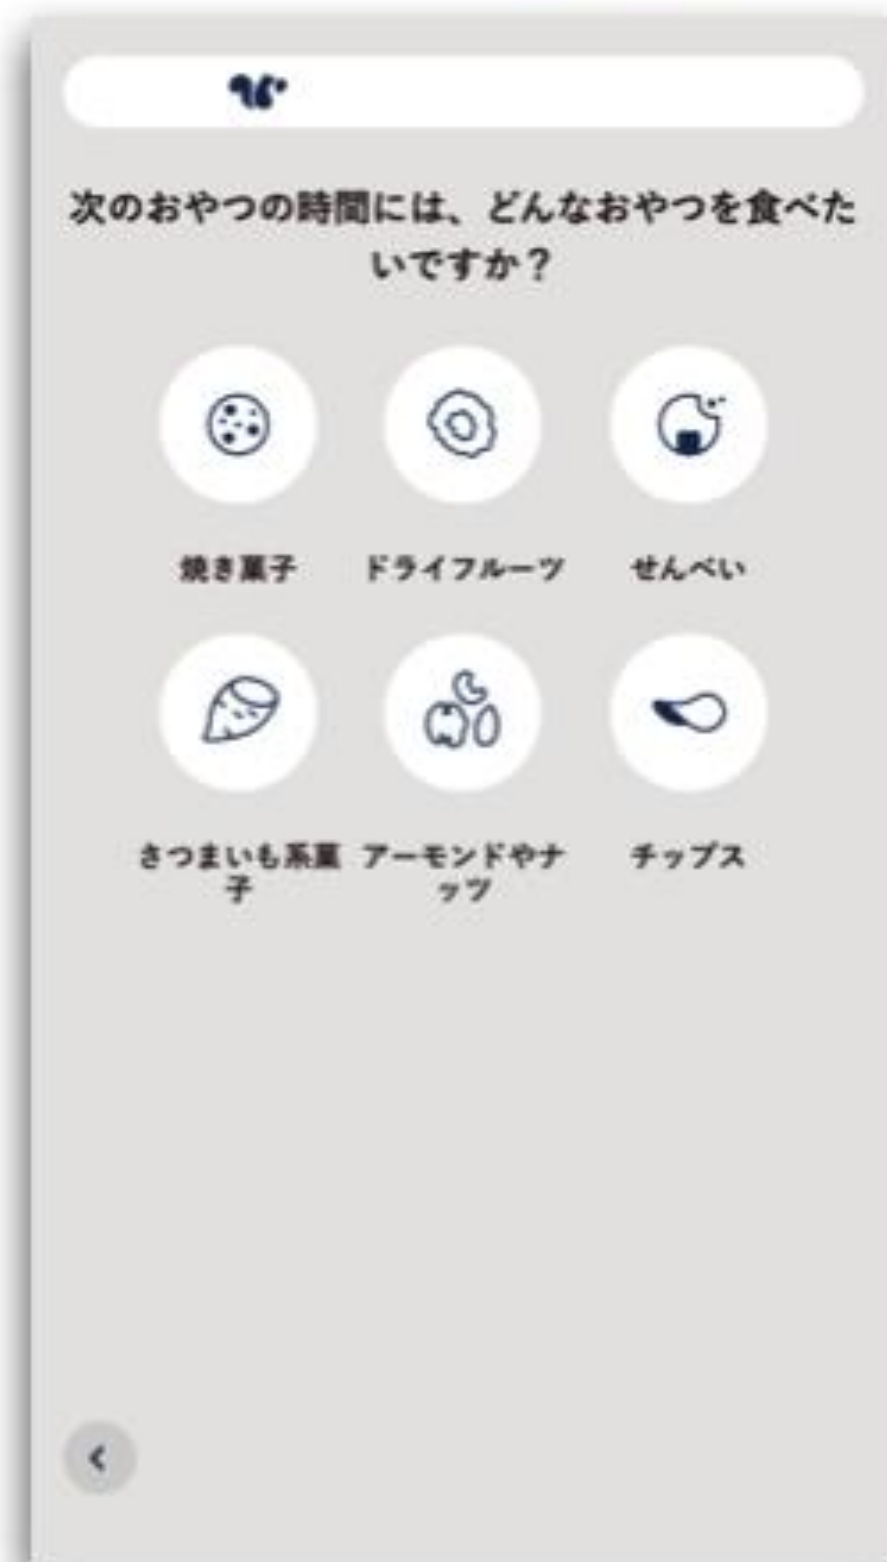 次のおやつの時間には、どんなおやつを食べた
いですか？
焼き菓子
ドライフルーツ
せんべい
さつまいも系菓
子
アーモンドやナ
ッツ
チップス